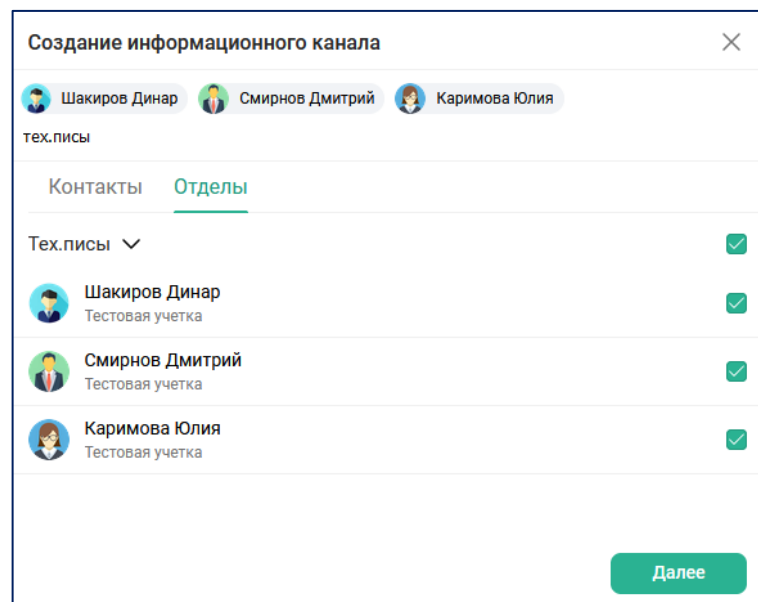 Создание информационного канала
Шакиров Динар Смирнов Дмитрий Каримова Юлия
тех.писы
Контакты Отделы
Тех.писы
Шакиров Динар
Тестовая учетка
Смирнов Дмитрий
Тестовая учетка
Каримова Юлия
Тестовая учетка
Далее